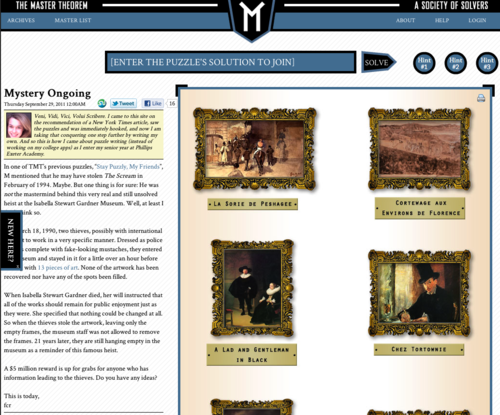 THE MASTER THEOREM
A SOCIETY OF SOLVERS
M
ARCHIVES
MASTER LIST
ABOUT
HELP
LOGIN
[ENTER THE PUZZLE'S SOLUTION TO JOIN]
SOLVE
Hint #1
Hint #2
Hint #3
Mystery Ongoing
Thursday September 29, 2011 12:00AM
Tweet
Like
16
Veni, Vidi, Vici, Volui Scribere. I came to this site on
the recommendation of a New York Times article, saw
the puzzles and was immediately hooked, and now I am
taking that conquering one step further by writing my
own. And so this is how I came about puzzle writing (instead of
working on my college apps) as I enter my senior year at Phillips
Exeter Academy.
In one of TMT's previous puzzles, "Stay Puzzly, My Friends",
M mentioned that he may have stolen The Scream in
February of 1994. Maybe. But one thing is for sure: He was
not the mastermind behind this very real and still unsolved
heist at the Isabella Stewart Gardner Museum. Well, at least I
think so.
March 18, 1990, two thieves, possibly with international
to work in a very specific manner. Dressed as police
complete with fake-looking mustaches, they entered
museum and stayed in it for a little over an hour before
with 13 pieces of art. None of the artwork has been
recovered nor have any of the spots been filled.
NEW HERE?
When Isabella Stewart Gardner died, her will instructed that
all of the works should remain for public enjoyment just as
they were. She specified that nothing could be changed at all.
So when the thieves stole the artwork, leaving only the
empty frames, the museum staff was not allowed to remove
the frames. 21 years later, they are still hanging empty in the
museum as a reminder of this famous heist.
A $5 million reward is up for grabs for anyone who has
information leading to the thieves. Do you have any ideas?
This is today,
fcr
La Sorie de Peshagee
Cortewage aux
Environs de Florence
A Lad and Gentleman
in Black
Chez Tortownie